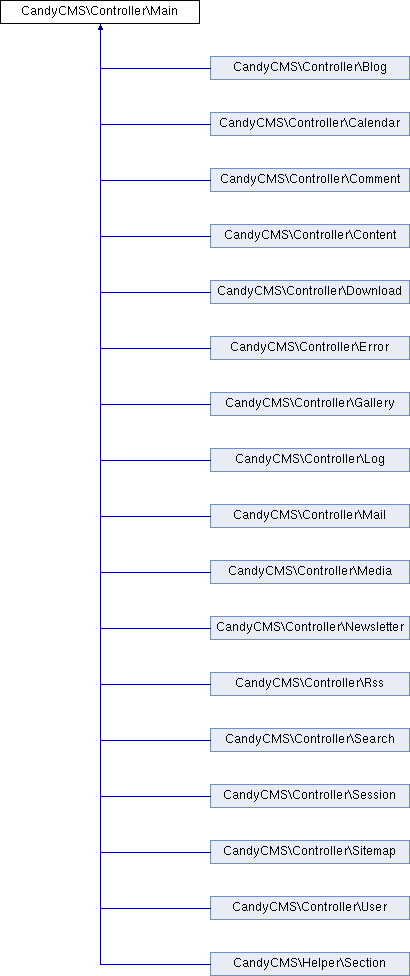 CandyCMS\Controller\Main
CandyCMS\Controller\Blog
CandyCMS\Controller\Calendar
CandyCMS\Controller\Comment
CandyCMS\Controller\Content
CandyCMS\Controller\Download
CandyCMS\Controller\Error
CandyCMS\Controller\Gallery
CandyCMS\Controller\Log
CandyCMS\Controller\Mail
CandyCMS\Controller\Media
CandyCMS\Controller\Newsletter
CandyCMS\Controller\Rss
CandyCMS\Controller\Search
CandyCMS\Controller\Session
CandyCMS\Controller\Sitemap
CandyCMS\Controller\User
CandyCMS\Helper\Section